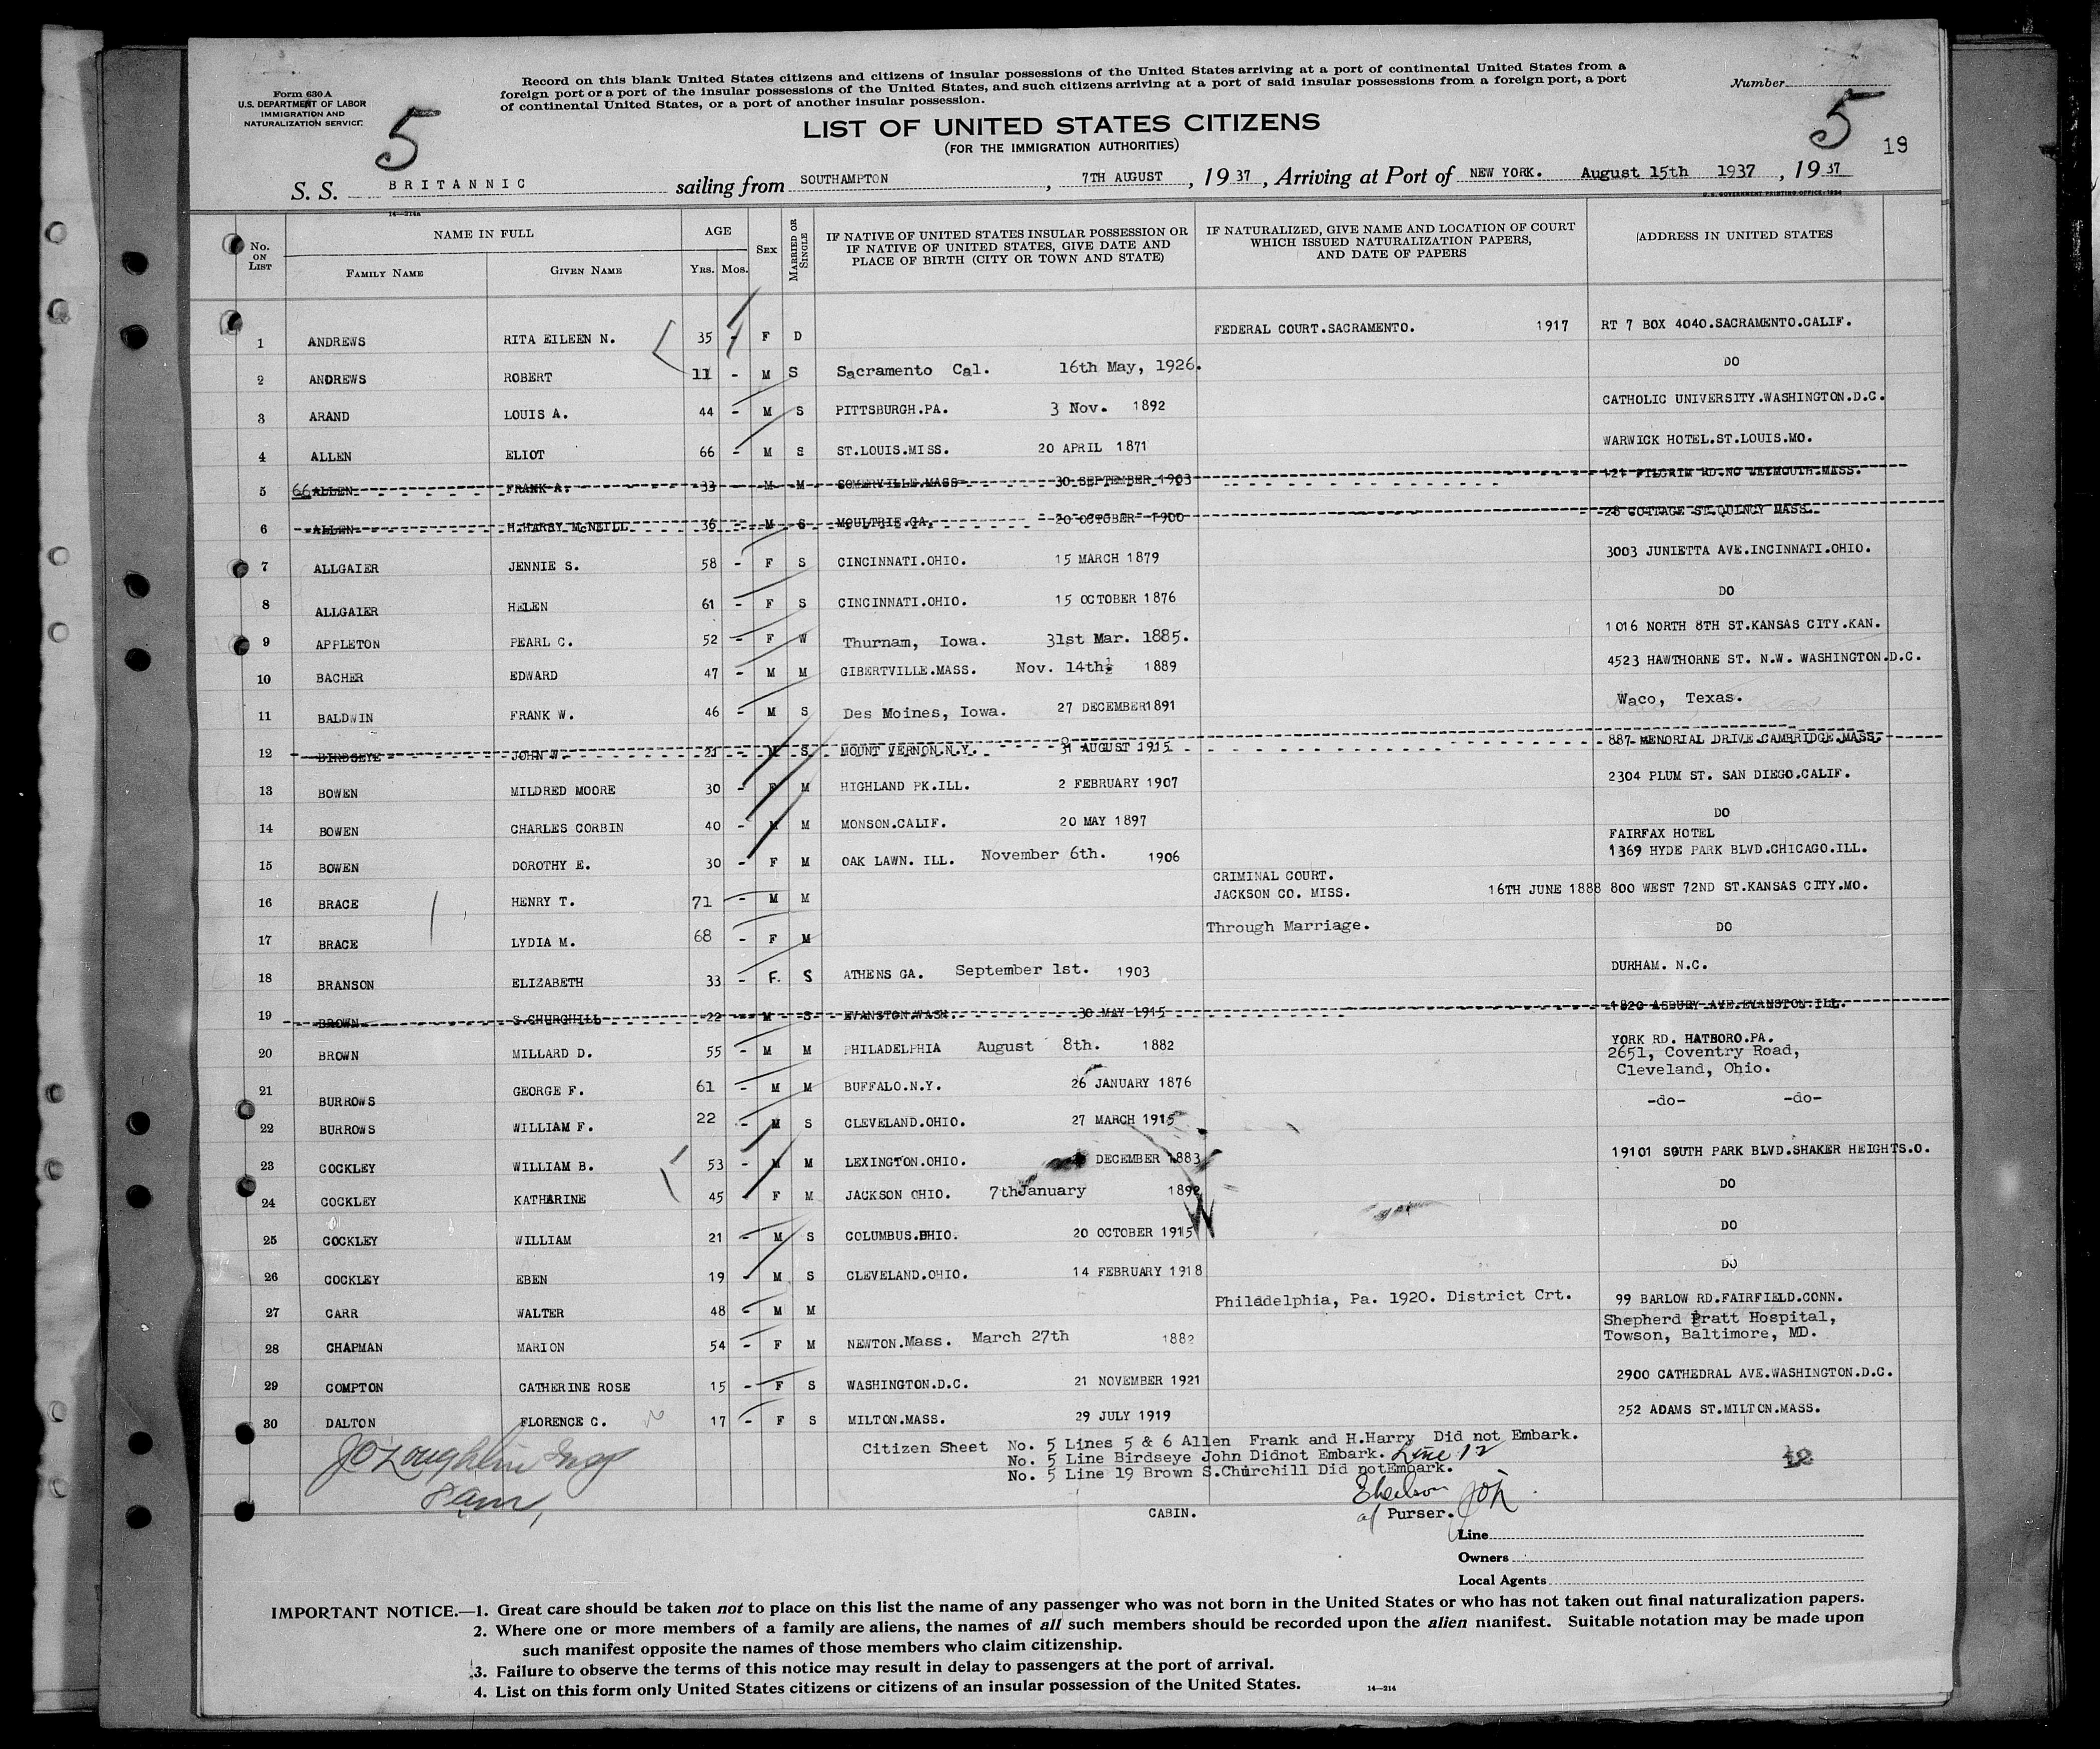 Form 630 A
U.S. DEPARTMENT OF LABOR
IMMIGRATION AND
NATURALIZATION SERVICE
5
Record on this blank United States citizens and citizens of insular possessions of the United States arriving at a port of continental United States from a
foreign port or a port of the insular possessions of the United States, and such citizens arriving at a port of said insular possessions from a foreign port, a port
of continental United States, or a port of another insular possession.
Number
LIST OF UNITED STATES CITIZENS
(FOR THE IMMIGRATION AUTHORITIES)
5
19
S. S. BRITANNIC sailing from SOUTHAMPTON, 7TH AUGUST, 1937, Arriving at Port of NEW YORK. August 15th 1937, 1937
U.S. GOVERNMENT PRINTING OFFICE: 1934
14—214a
No. ON LIST
NAME IN FULL
FAMILY NAME GIVEN NAME
AGE
YRS. MOS.
SEX
MARRIED OR SINGLE
IF NATIVE OF UNITED STATES INSULAR POSSESSION OR
IF NATIVE OF UNITED STATES, GIVE DATE AND
PLACE OF BIRTH (CITY OR TOWN AND STATE)
IF NATURALIZED, GIVE NAME AND LOCATION OF COURT
WHICH ISSUED NATURALIZATION PAPERS,
AND DATE OF PAPERS
ADDRESS IN UNITED STATES
1 ANDREWS RITA EILEEN N. 35 - F D FEDERAL COURT.SACRAMENTO. 1917 RT 7 BOX 4040.SACRAMENTO.CALIF.
2 ANDREWS ROBERT 11 - M S Sacramento Cal. 16th May, 1926. DO
3 ARAND LOUIS A. 44 - M S PITTSBURGH.PA. 3 Nov. 1892 CATHOLIC UNIVERSITY.WASHINGTON.D.C.
4 ALLEN ELIOT 66 - M S ST.LOUIS.MISS. 20 APRIL 1871 WARWICK HOTEL.ST.LOUIS.MO.
5 66 ALLEN FRANK A. 33 M M SOMERVILLE.MASS 30 SEPTEMBER 1903 121 PILGRIM RD.NO WEYMOUTH.MASS.
6 ALLEN H.HARRY McNEILL 36 M S MOULTRIE.GA. 20 OCTOBER 1900 28 COTTAGE ST.QUINCY MASS.
7 ALLGAIER JENNIE S. 58 - F S CINCINNATI.OHIO. 15 MARCH 1879 3003 JUNIETTA AVE.INCINNATI.OHIO.
8 ALLGAIER HELEN 61 - F S CINCINNATI.OHIO. 15 OCTOBER 1876 DO
9 APPLETON PEARL C. 52 - F W Thurnam, Iowa. 31st Mar. 1885. 1016 NORTH 8TH ST.KANSAS CITY.KAN.
10 BACHER EDWARD 47 - M M GIBERTVILLE.MASS. Nov. 14th 1889 4523 HAWTHORNE ST. N.W. WASHINGTON.D.C.
11 BALDWIN FRANK W. 46 - M S Des Moines, Iowa. 27 DECEMBER1891 Waco, Texas.
12 BIRDSEYE JOHN W. 21 M S MOUNT VERNON.N.Y. AUGUST 1915 887 MEMORIAL DRIVE.CAMBRIDGE.MASS.
13 BOWEN MILDRED MOORE 30 - F M HIGHLAND PK.ILL. 2 FEBRUARY 1907 2304 PLUM ST. SAN DIEGO.CALIF.
14 BOWEN CHARLES CORBIN 40 - M M MONSON.CALIF. 20 MAY 1897 DO
15 BOWEN DOROTHY E. 30 - F M OAK LAWN. ILL. November 6th. 1906 FAIRFAX HOTEL
1369 HYDE PARK BLVD.CHICAGO.ILL.
16 BRACE HENRY T. 71 - M M CRIMINAL COURT.
JACKSON CO. MISS. 16TH JUNE 1888 800 WEST 72ND ST.KANSAS CITY.MO.
17 BRACE LYDIA M. 68 - F M Through Marriage. DO
18 BRANSON ELIZABETH 33 - F. S ATHENS GA. September 1st. 1903 DURHAM. N.C.
19 BROWN S.CHURCHILL 22 M S EVANSTON.WASH. 30 MAY 1915 1820 ASBURY AVE.EVANSTON.ILL.
20 BROWN MILLARD D. 55 - M M PHILADELPHIA August 8th. 1882 YORK RD. HATBORO.PA.
21 BURROWS GEORGE F. 61 - M M BUFFALO.N.Y. 26 JANUARY 1876 2651, Coventry Road,
Cleveland, Ohio.
22 BURROWS WILLIAM F. 22 - M S CLEVELAND.OHIO. 27 MARCH 1915 -do- -do-
23 COCKLEY WILLIAM B. 53 - M M LEXINGTON.OHIO. DECEMBER 1883 19101 SOUTH PARK BLVD.SHAKER HEIGHTS.O.
24 COCKLEY KATHARINE 45 F M JACKSON OHIO. 7thJanuary 1892 DO
25 COCKLEY WILLIAM 21 - M S COLUMBUS.OHIO. 20 OCTOBER 1915 DO
26 COCKLEY EBEN 19 M S CLEVELAND.OHIO. 14 FEBRUARY 1918 DO
27 CARR WALTER 48 - M M Philadelphia, Pa. 1920. District Crt. 99 BARLOW RD.FAIRFIELD.CONN.
28 CHAPMAN MARION 54 - F M NEWTON.Mass. March 27th 1882 Shepherd Pratt Hospital,
Towson, Baltimore, MD.
29 COMPTON CATHERINE ROSE 15 - F S WASHINGTON.D.C. 21 NOVEMBER 1921 2900 CATHEDRAL AVE.WASHINGTON.D.C.
30 DALTON FLORENCE C. 17 - F S MILTON.MASS. 29 JULY 1919 252 ADAMS ST.MILTON.MASS.
Citizen Sheet No. 5 Lines 5 & 6 Allen Frank and H.Harry Did not Embark.
No. 5 Line Birdseye John Didnot Embark. Line 12
No. 5 Line 19 Brown S.Churchill Did notEmbark.
CABIN.
Purser.
Line
Owners
Local Agents
IMPORTANT NOTICE.—1. Great care should be taken not to place on this list the name of any passenger who was not born in the United States or who has not taken out final naturalization papers.
2. Where one or more members of a family are aliens, the names of all such members should be recorded upon the alien manifest. Suitable notation may be made upon
such manifest opposite the names of those members who claim citizenship.
3. Failure to observe the terms of this notice may result in delay to passengers at the port of arrival.
4. List on this form only United States citizens or citizens of an insular possession of the United States.
14—214